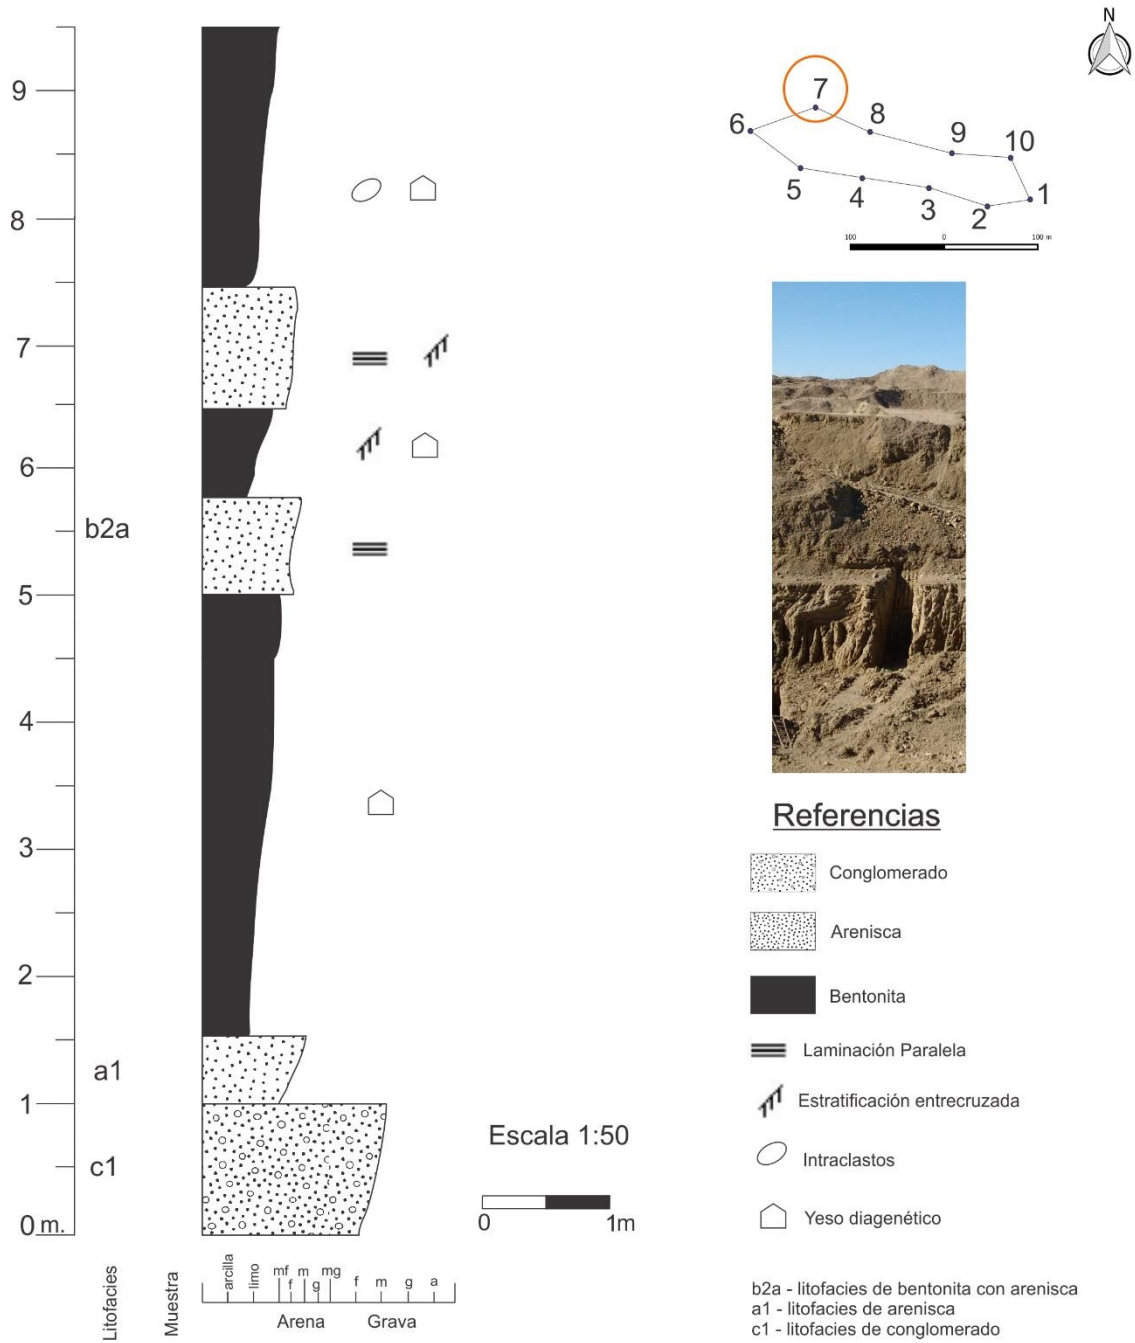 9
8
7
6
5
4
3
2
1
0 m.
b2a
a1
c1
Litofacies
Muestra
arcilla
limo
mf
f
m
g
mg
f
m
g
a
Arena
Grava
Escala 1:50
0
1m
N
7
6
8
9
10
5
4
3
2
1
100
0
100 m
Referencias
Conglomerado
Arenisca
Bentonita
Laminación Paralela
Estratificación entrecruzada
Intraclastos
Yeso diagenético
b2a - litofacies de bentonita con arenisca
a1 - litofacies de arenisca
c1 - litofacies de conglomerado